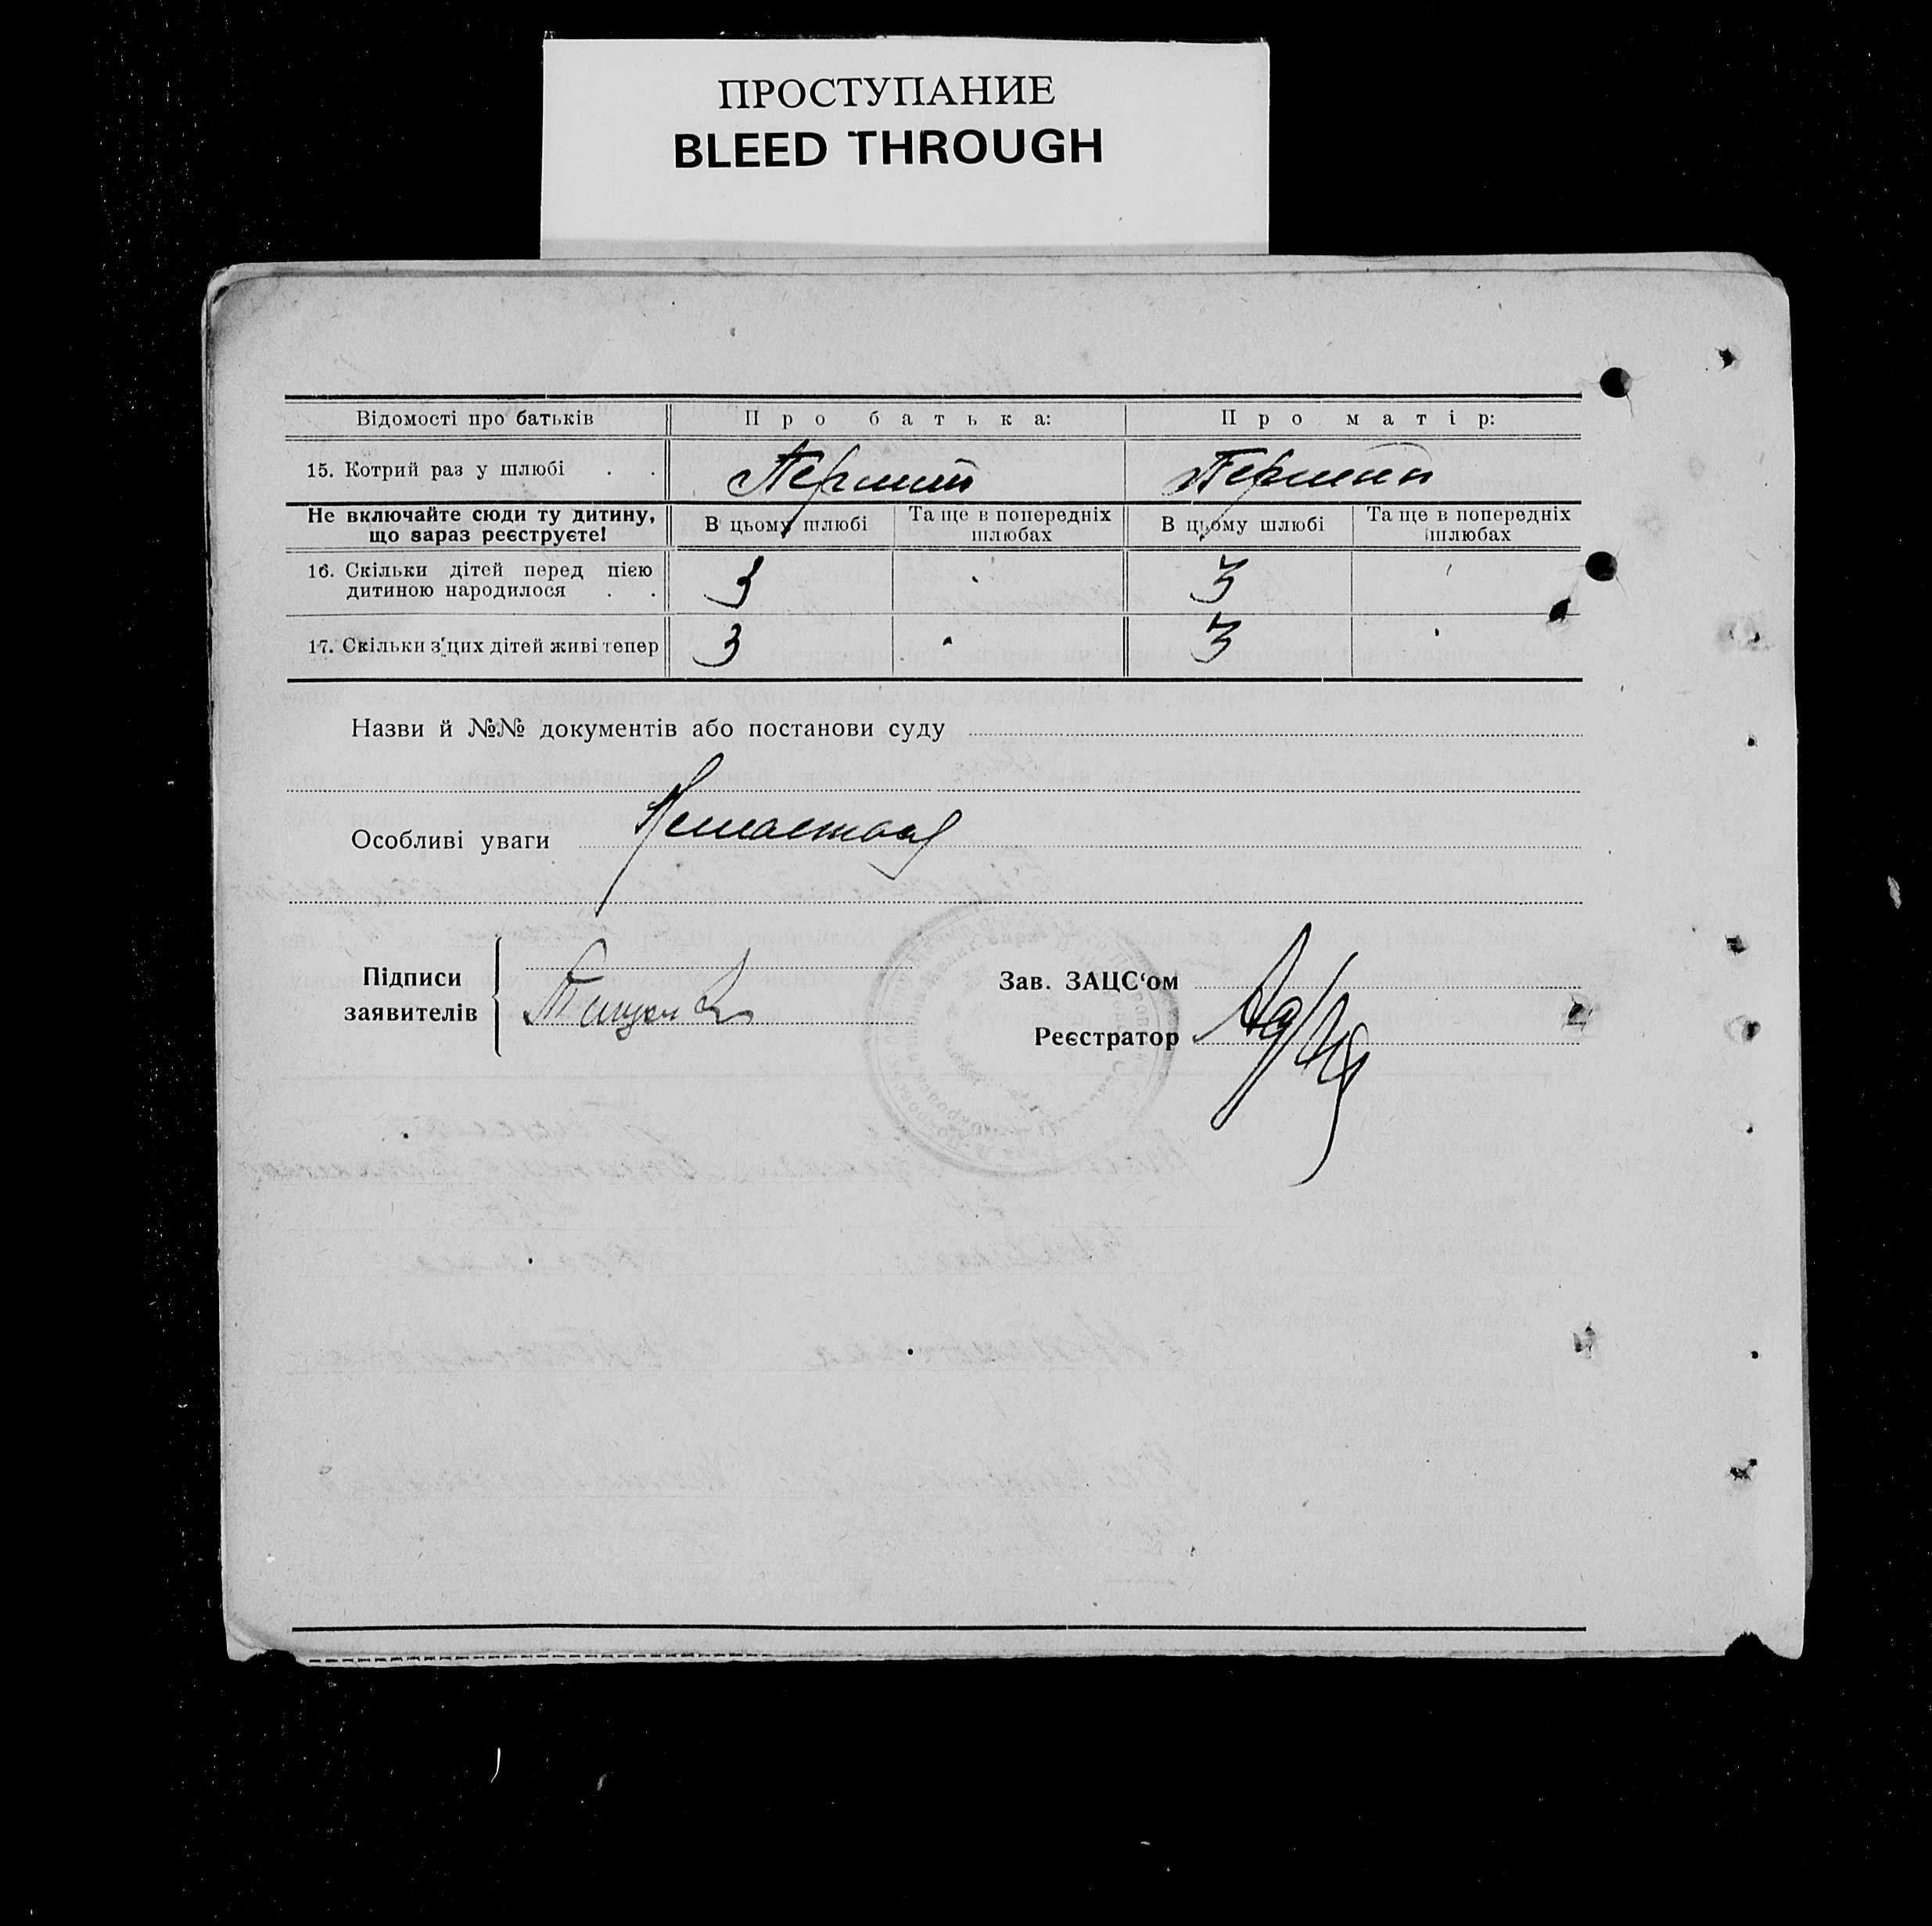 ПРОСТУПАНИЕ
BLEED THROUGH
Відомості про батьків Про батька: Про матір:
15. Котрий раз у шлюбі . . Перший Перший
Не включайте сюди ту дитину, що зараз реєструєте! В цьому шлюбі Та ще в попередніх шлюбах В цьому шлюбі Та ще в попередніх шлюбах
16. Скільки дітей перед цією дитиною народилося . . 3 3
17. Скільки з цих дітей живі тепер 3 3
Назви й №№ документів або постанови суду
Особливі уваги
Підписи
заявителів
Зав. ЗАЦС‘ом
Реєстратор